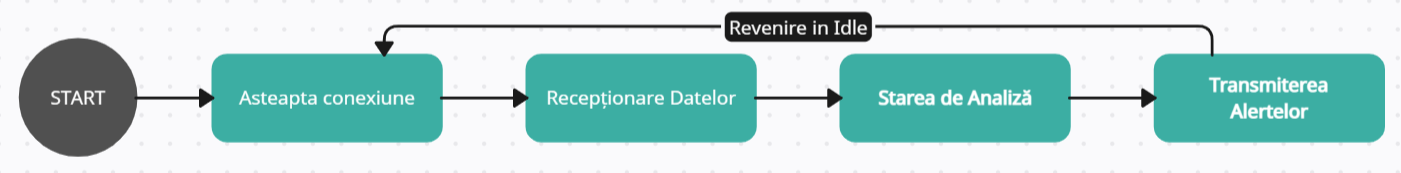 Revenire in Idle
START
Asteapta conexiune
Recepționare Datelor
Starea de Analiză
Transmiterea
Alertelor